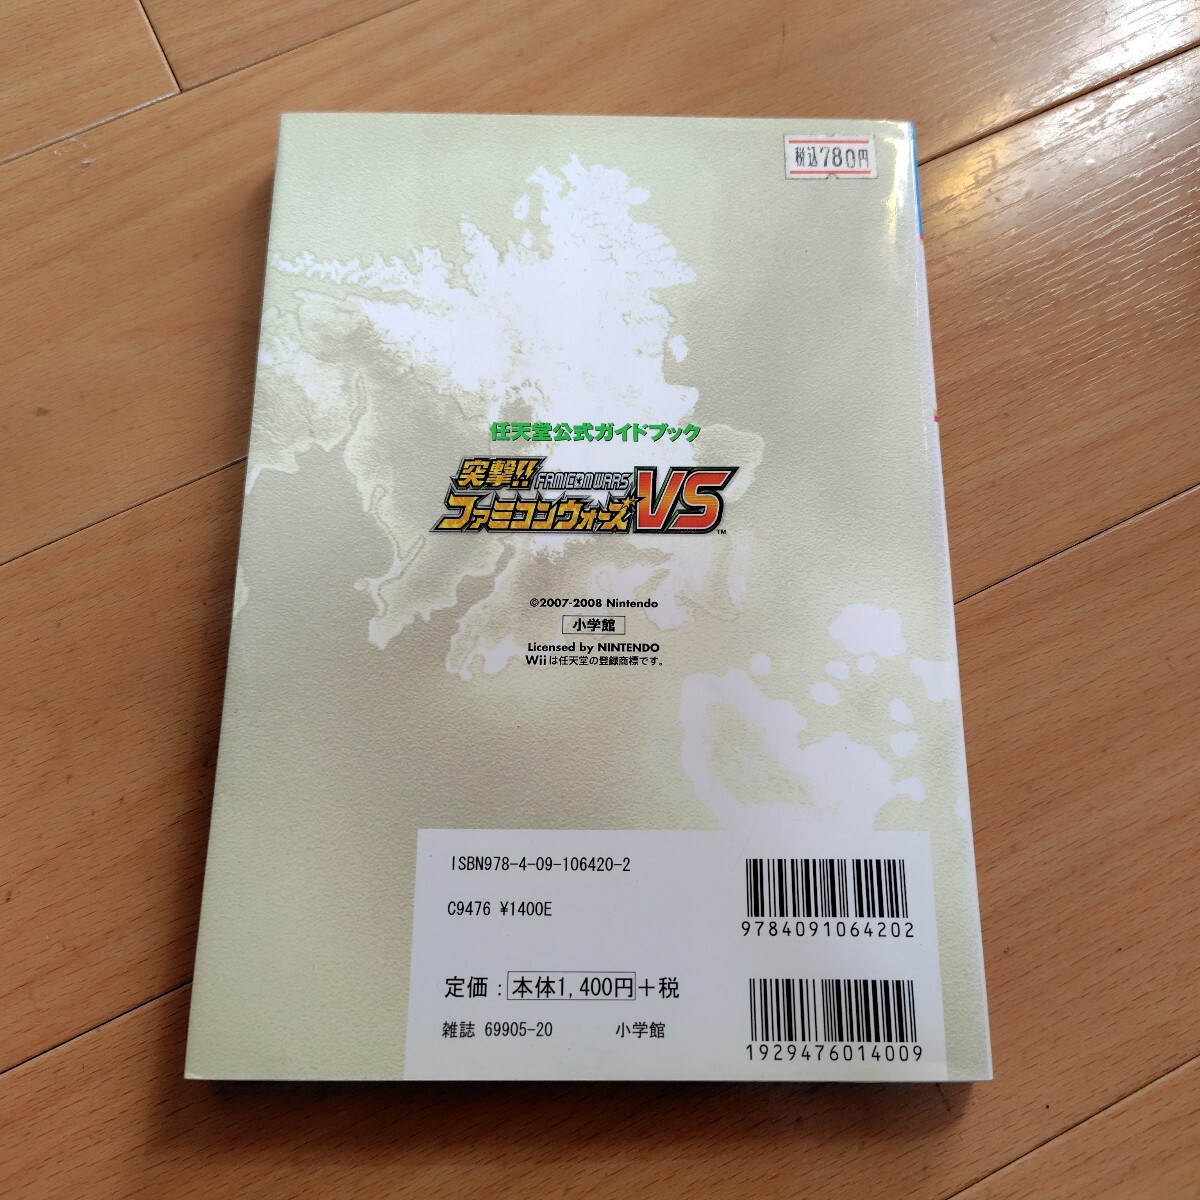 税込780円
任天堂公式ガイドブック
突撃!! FAMICOM WARS
ファミコンウォーズ VS™
©2007-2008 Nintendo
小学館
Licensed by NINTENDO
Wiiは任天堂の登録商標です。
ISBN978-4-09-106420-2
C9476 ¥1400E
9784091064202
定価：本体1,400円+税
雑誌 69905-20 小学館
1929476014009